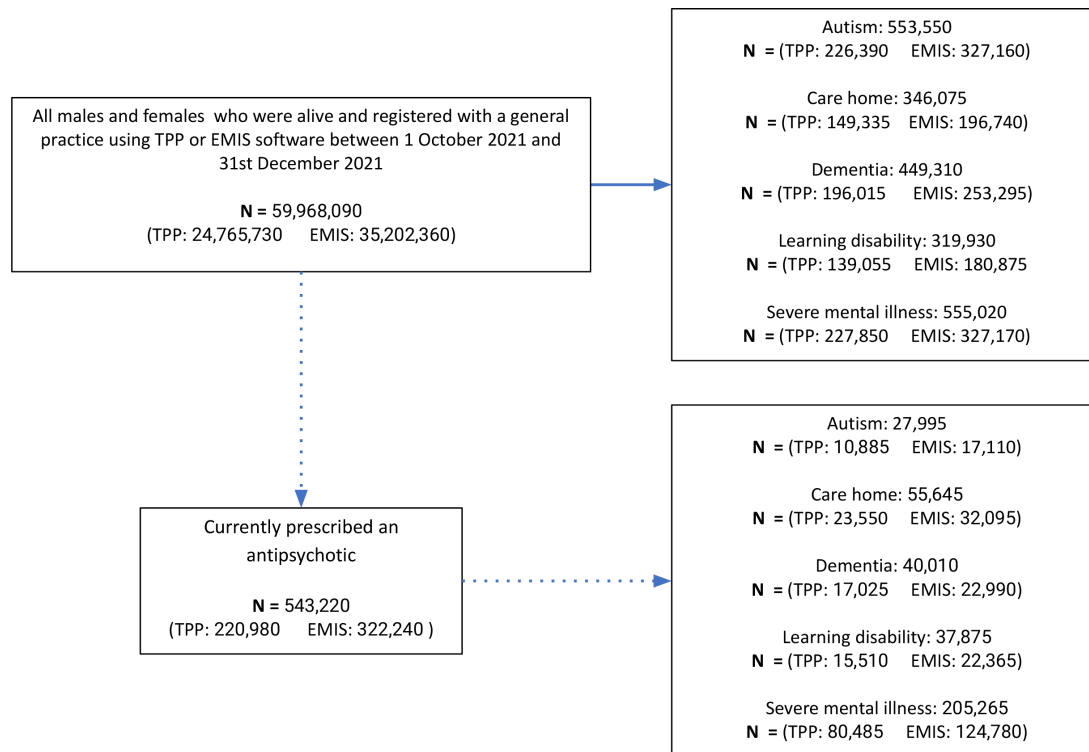 All males and females who were alive and registered with a general
practice using TPP or EMIS software between 1 October 2021 and
31st December 2021
N = 59,968,090
(TPP: 24,765,730 EMIS: 35,202,360)
Autism: 553,550
N = (TPP: 226,390 EMIS: 327,160)
Care home: 346,075
N = (TPP: 149,335 EMIS: 196,740)
Dementia: 449,310
N = (TPP: 196,015 EMIS: 253,295)
Learning disability: 319,930
N = (TPP: 139,055 EMIS: 180,875
Severe mental illness: 555,020
N = (TPP: 227,850 EMIS: 327,170)
Currently prescribed an
antipsychotic
N = 543,220
(TPP: 220,980 EMIS: 322,240 )
Autism: 27,995
N = (TPP: 10,885 EMIS: 17,110)
Care home: 55,645
N = (TPP: 23,550 EMIS: 32,095)
Dementia: 40,010
N = (TPP: 17,025 EMIS: 22,990)
Learning disability: 37,875
N = (TPP: 15,510 EMIS: 22,365)
Severe mental illness: 205,265
N = (TPP: 80,485 EMIS: 124,780)